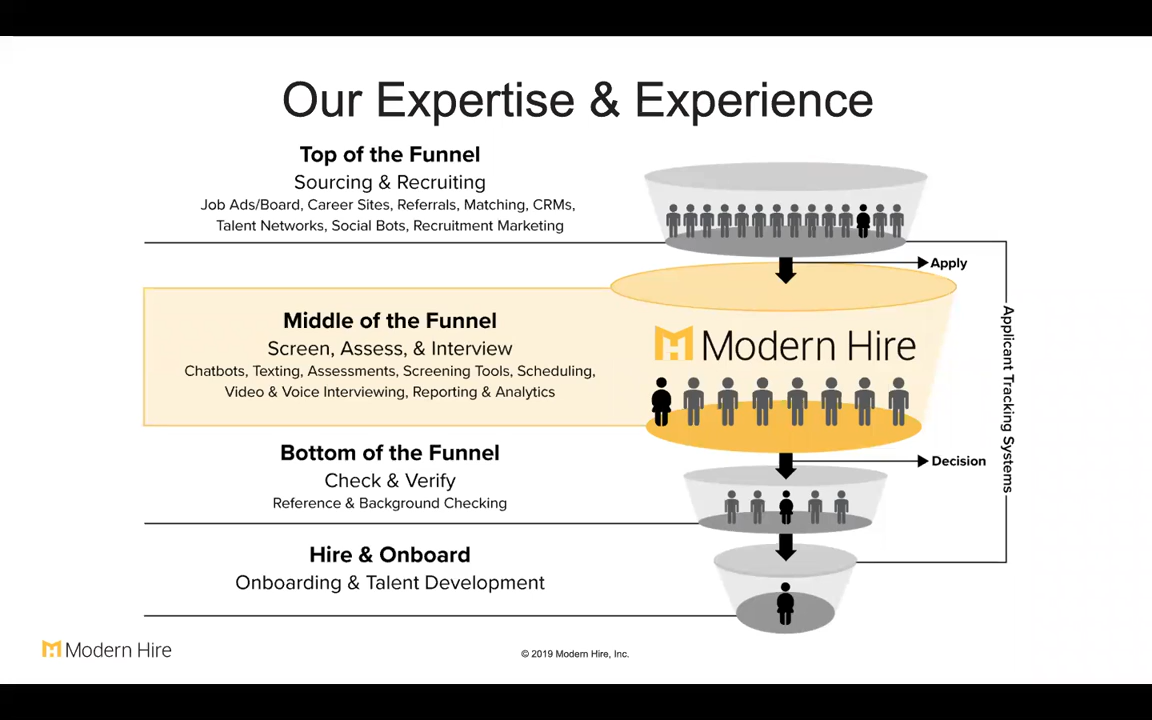 Our Expertise & Experience
Top of the Funnel
Sourcing & Recruiting
Job Ads/Board, Career Sites, Referrals, Matching, CRMs,
Talent Networks, Social Bots, Recruitment Marketing
Apply
Middle of the Funnel
Screen, Assess, & Interview
Chatbots, Texting, Assessments, Screening Tools, Scheduling,
Video & Voice Interviewing, Reporting & Analytics
Modern Hire
Applicant Tracking Systems
Bottom of the Funnel
Check & Verify
Reference & Background Checking
Decision
Hire & Onboard
Onboarding & Talent Development
Modern Hire
© 2019 Modern Hire, Inc.